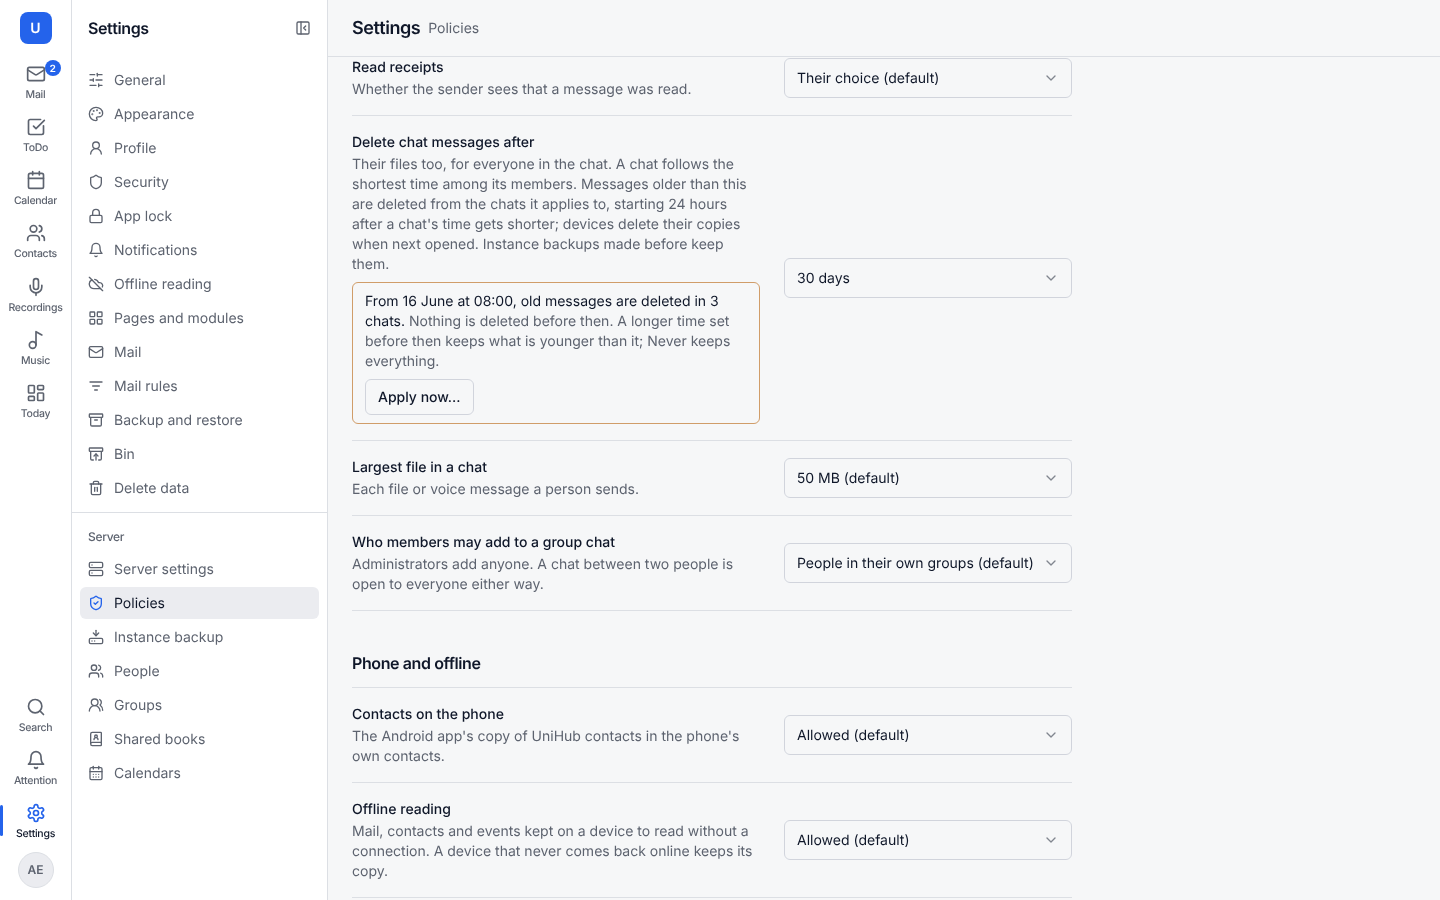 U
2
Mail
ToDo
Calendar
Contacts
Recordings
Music
Today
Search
Attention
Settings
AE
Settings
General
Appearance
Profile
Security
App lock
Notifications
Offline reading
Pages and modules
Mail
Mail rules
Backup and restore
Bin
Delete data
Server
Server settings
Policies
Instance backup
People
Groups
Shared books
Calendars
Settings Policies
Read receipts
Whether the sender sees that a message was read.
Their choice (default)
Delete chat messages after
Their files too, for everyone in the chat. A chat follows the
shortest time among its members. Messages older than this
are deleted from the chats it applies to, starting 24 hours
after a chat's time gets shorter; devices delete their copies
when next opened. Instance backups made before keep
them.
30 days
From 16 June at 08:00, old messages are deleted in 3
chats. Nothing is deleted before then. A longer time set
before then keeps what is younger than it; Never keeps
everything.
Apply now...
Largest file in a chat
Each file or voice message a person sends.
50 MB (default)
Who members may add to a group chat
Administrators add anyone. A chat between two people is
open to everyone either way.
People in their own groups (default)
Phone and offline
Contacts on the phone
The Android app's copy of UniHub contacts in the phone's
own contacts.
Allowed (default)
Offline reading
Mail, contacts and events kept on a device to read without a
connection. A device that never comes back online keeps its
copy.
Allowed (default)